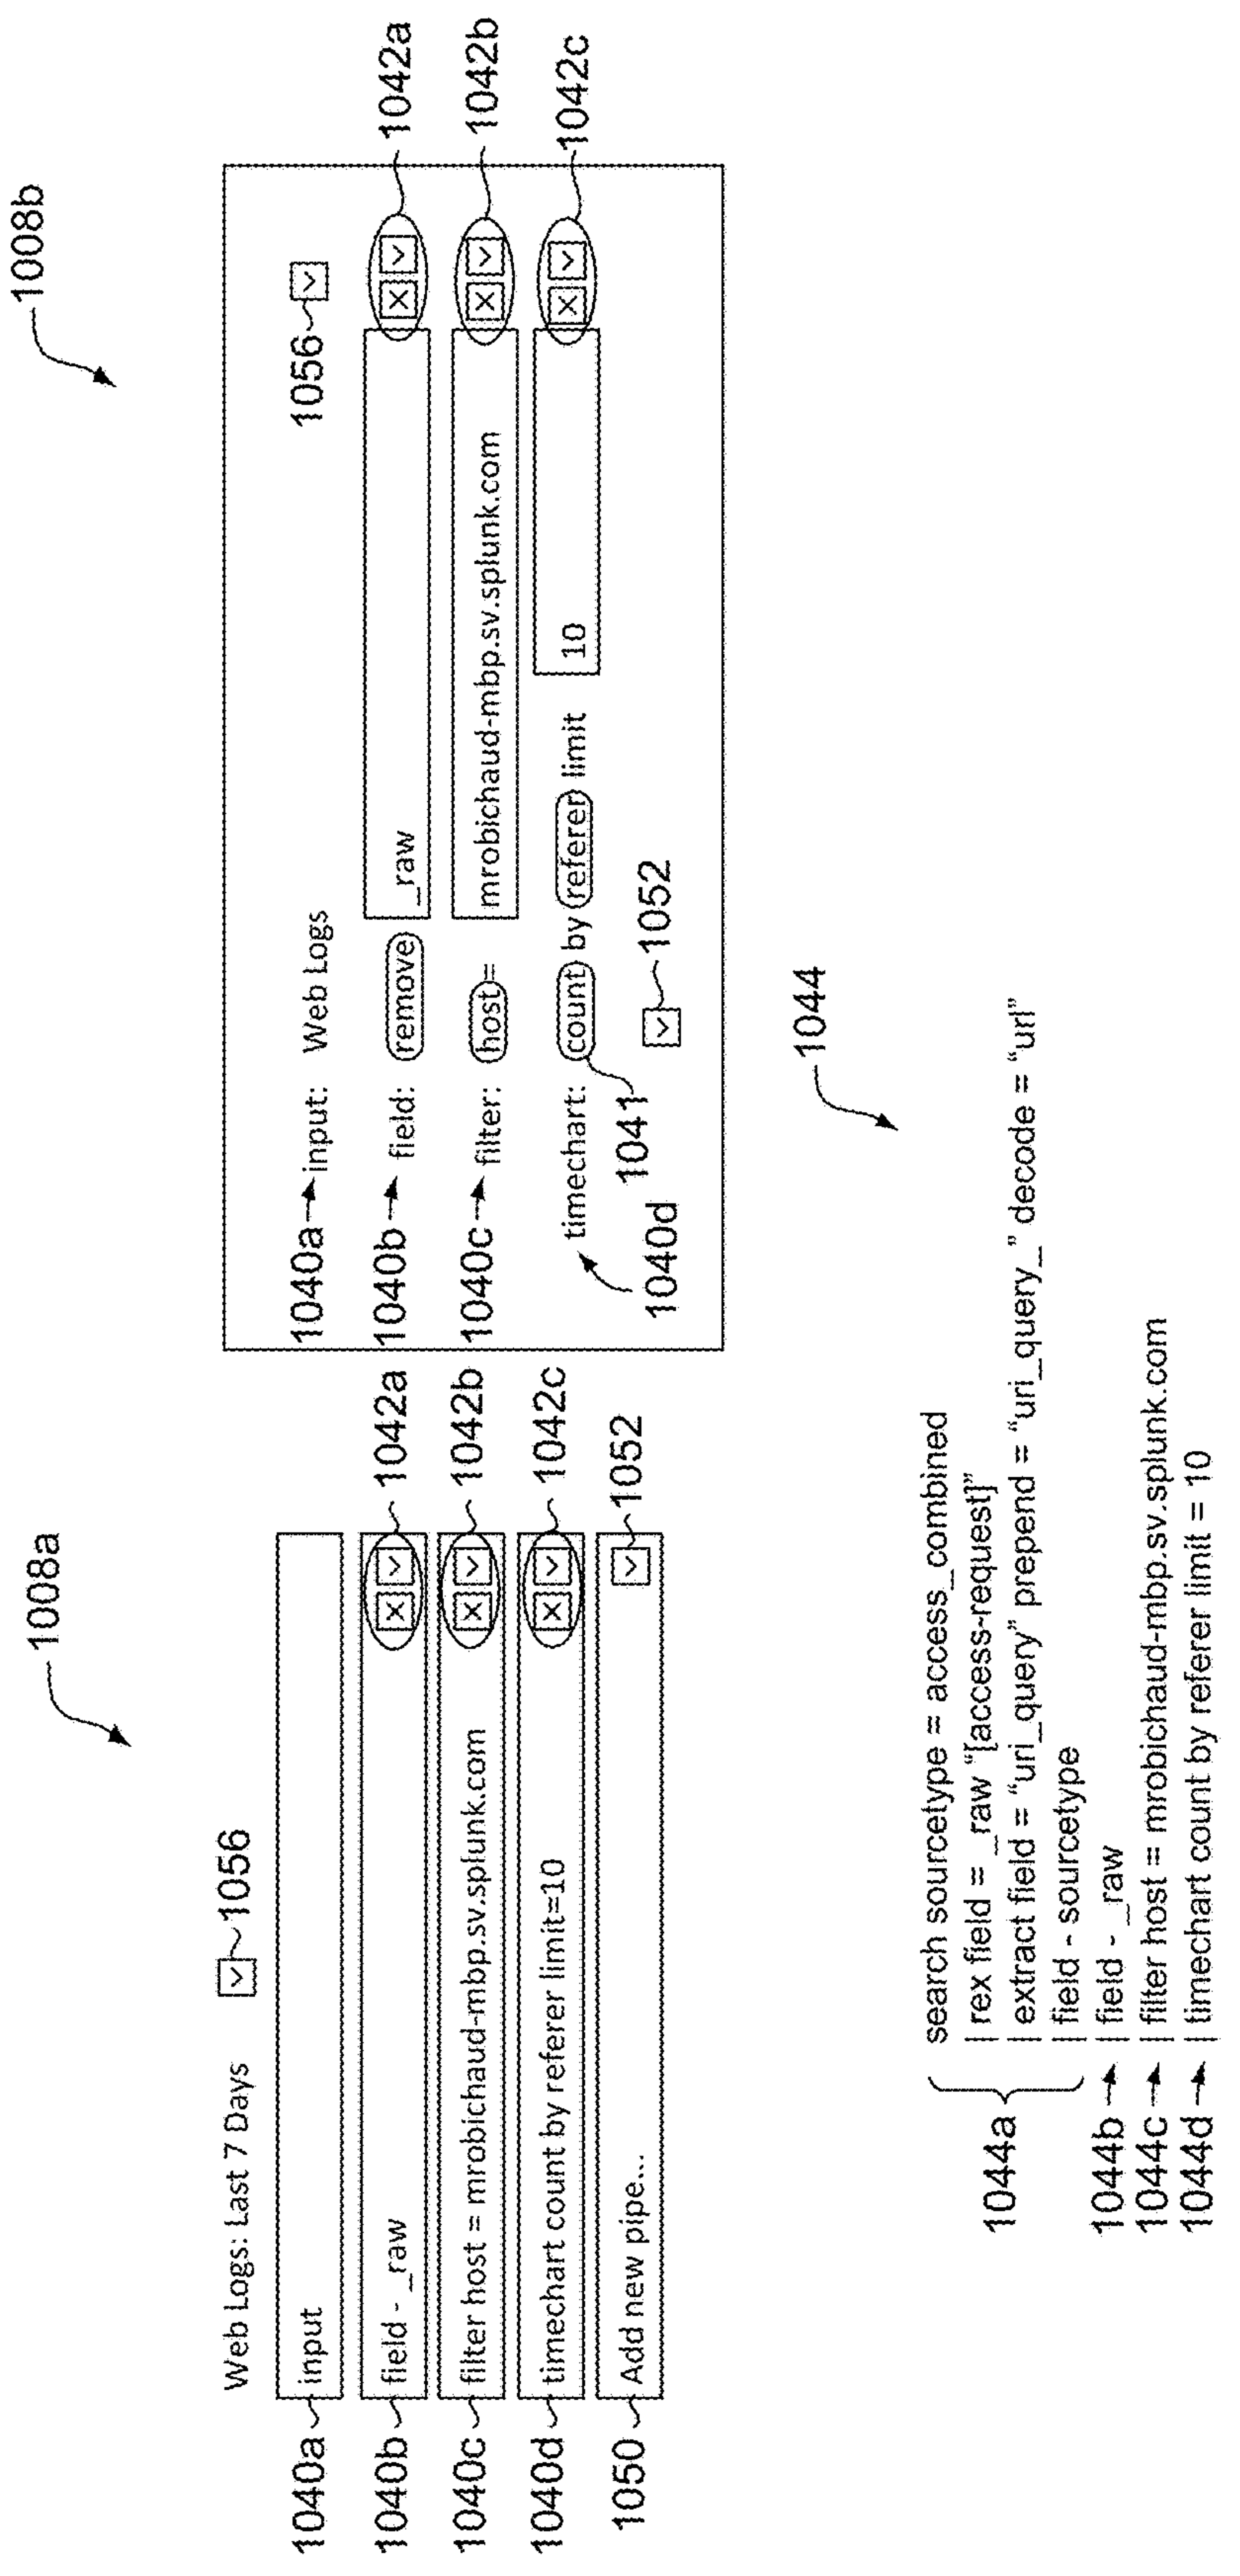 1008a
Web Logs: Last 7 Days 1056
1040a input
1040b field - _raw 1042a
1040c filter host = mrobichaud-mbp.sv.splunk.com 1042b
1040d timechart count by referer limit=10 1042c
1050 Add new pipe... 1052
1008b
1056
1040a input: Web Logs
1040b field: remove _raw 1042a
1040c filter: host= mrobichaud-mbp.sv.splunk.com 1042b
timechart: count by referer limit 10 1042c
1040d 1041 1052
1044
search sourcetype = access_combined
1044a | rex field = _raw “[access-request]”
| extract field = “uri_query” prepend = “uri_query_” decode = “url”
| field - sourcetype
1044b | field - _raw
1044c | filter host = mrobichaud-mbp.sv.splunk.com
1044d | timechart count by referer limit = 10